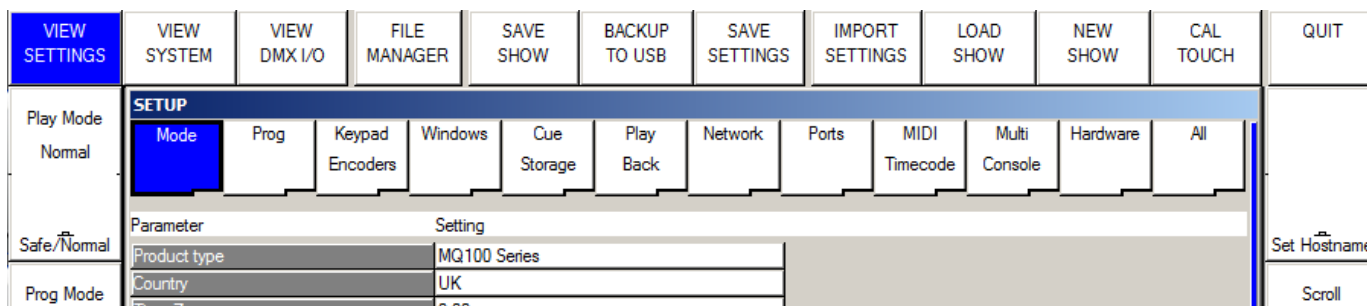 VIEW SETTINGS
VIEW SYSTEM
VIEW DMX I/O
FILE MANAGER
SAVE SHOW
BACKUP TO USB
SAVE SETTINGS
IMPORT SETTINGS
LOAD SHOW
NEW SHOW
CAL TOUCH
QUIT
Play Mode
Normal
Safe/Normal
Prog Mode
SETUP
Mode
Prog
Keypad Encoders
Windows
Cue Storage
Play Back
Network
Ports
MIDI Timecode
Multi Console
Hardware
All
Parameter Setting
Product type MQ100 Series
Country UK
Set Hostname
Scroll